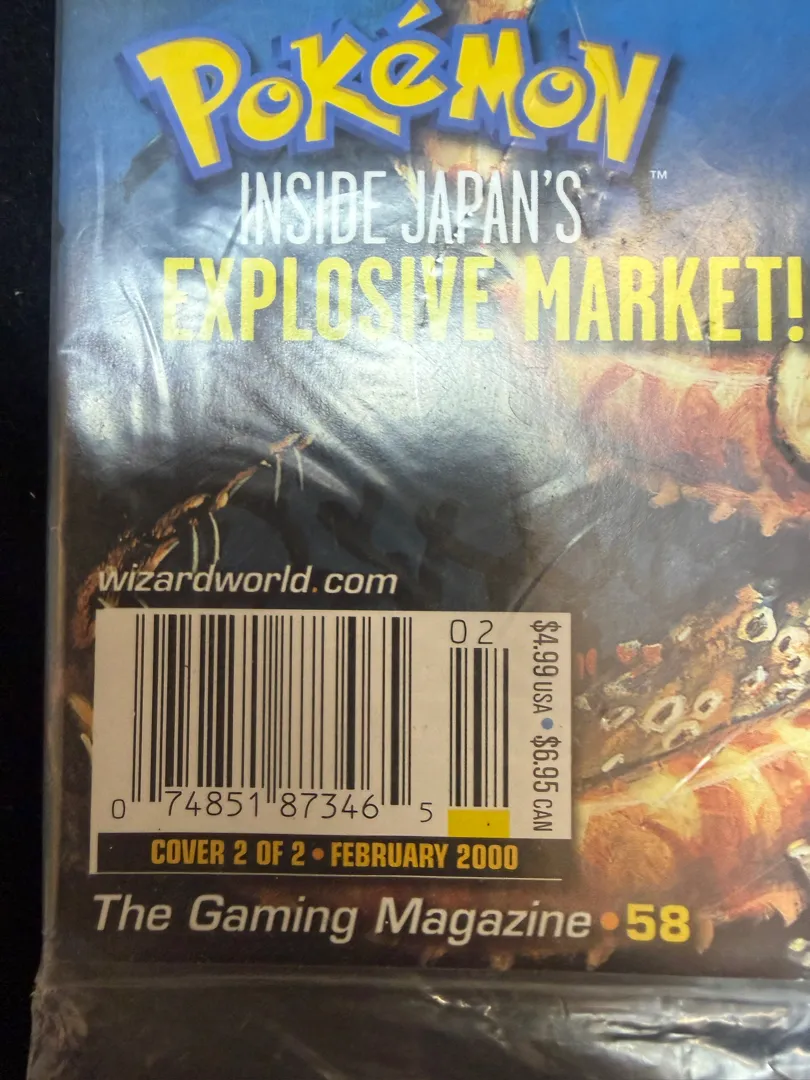 POKéMON
™
INSIDE JAPAN'S
EXPLOSIVE MARKET!
wizardworld.com
02
$4.99 USA • $6.95 CAN
0 74851 87346 5
COVER 2 OF 2 • FEBRUARY 2000
The Gaming Magazine • 58